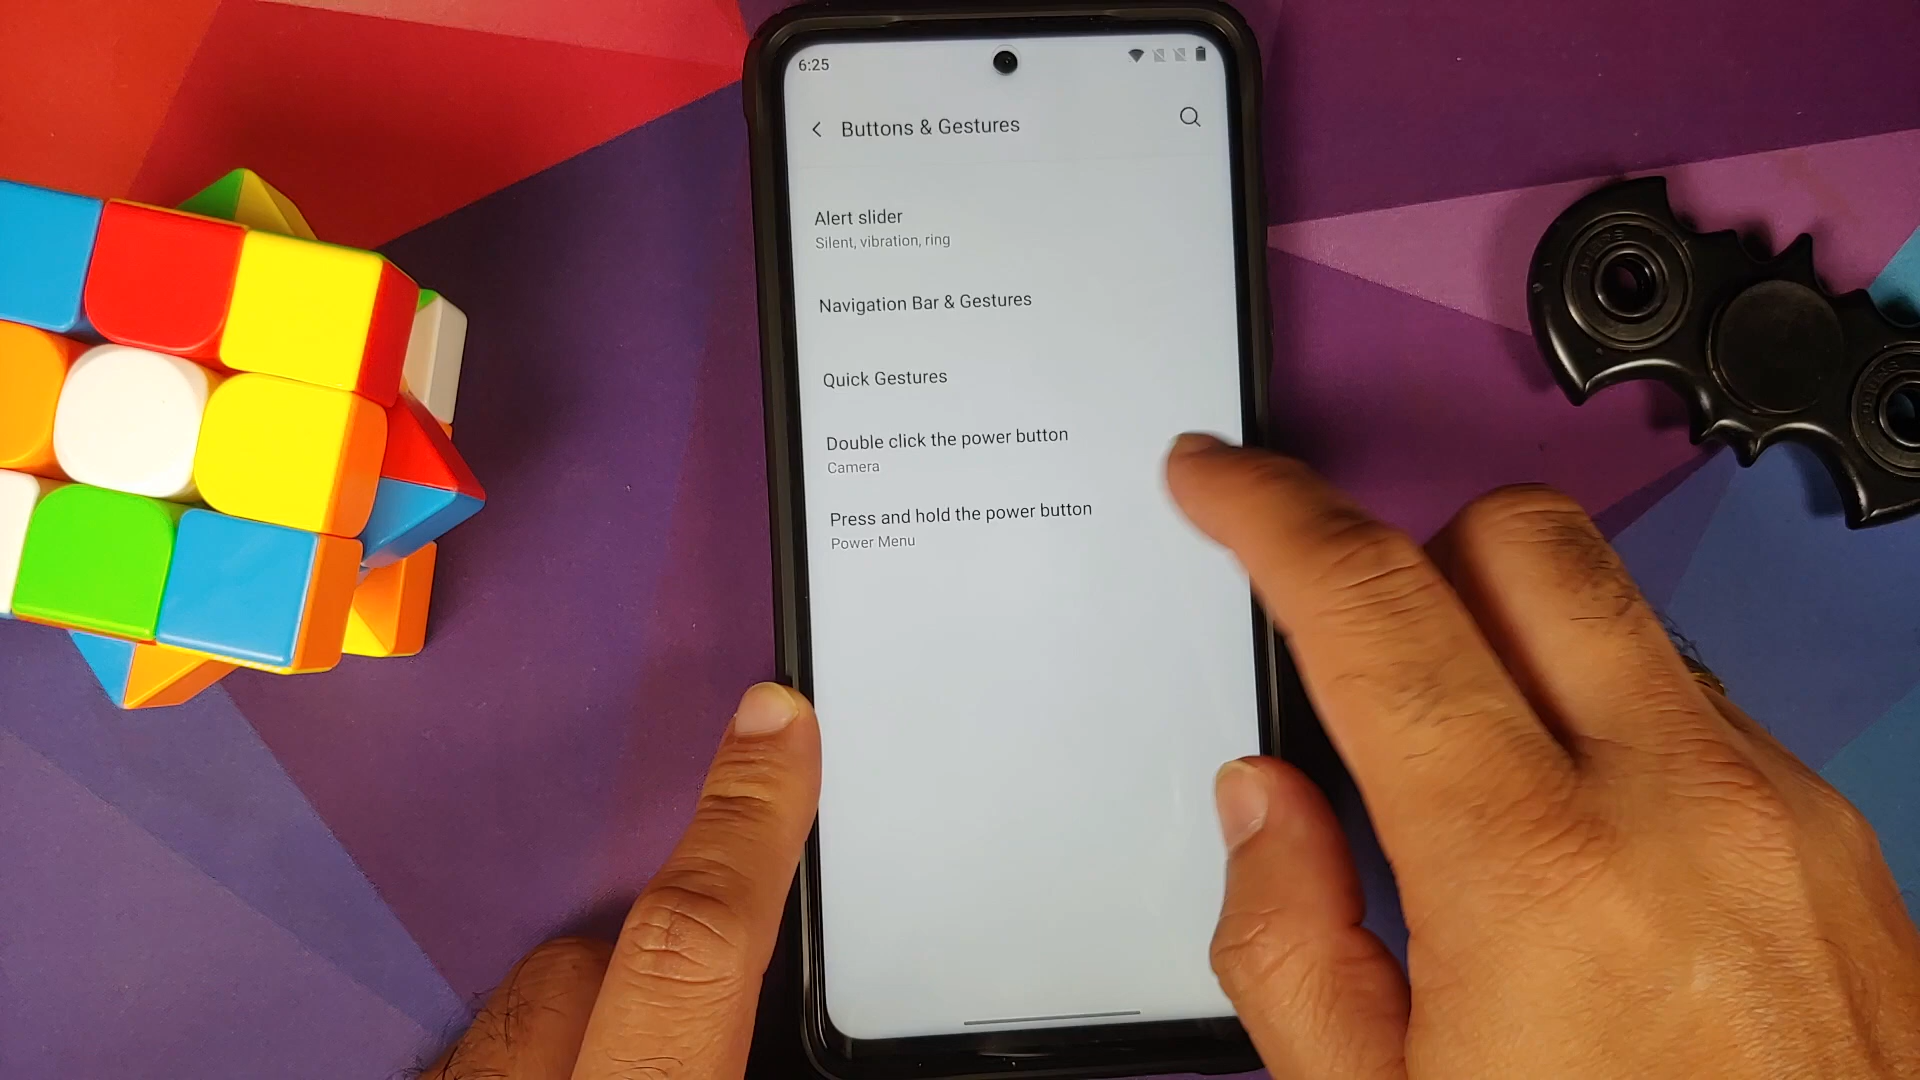 6:25
Buttons & Gestures
Alert slider
Silent, vibration, ring
Navigation Bar & Gestures
Quick Gestures
Double click the power button
Camera
Press and hold the power button
Power Menu